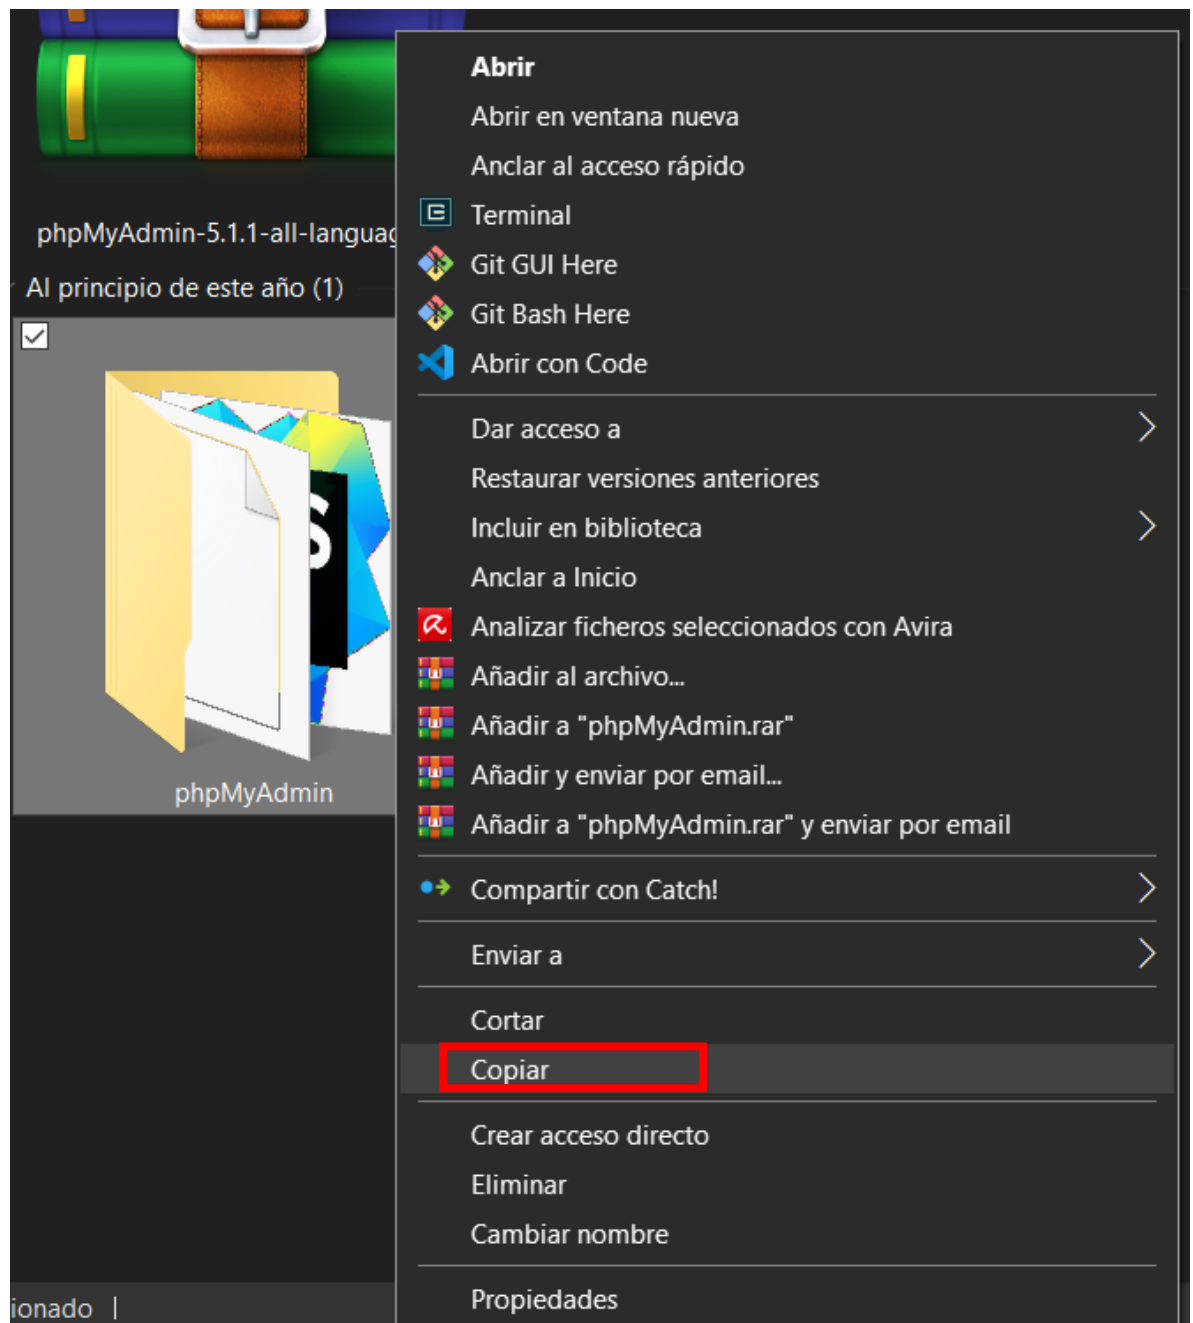 phpMyAdmin-5.1.1-all-languag
Al principio de este año (1)
phpMyAdmin
ionado
Abrir
Abrir en ventana nueva
Anclar al acceso rápido
Terminal
Git GUI Here
Git Bash Here
Abrir con Code
Dar acceso a
Restaurar versiones anteriores
Incluir en biblioteca
Anclar a Inicio
Analizar ficheros seleccionados con Avira
Añadir al archivo...
Añadir a "phpMyAdmin.rar"
Añadir y enviar por email...
Añadir a "phpMyAdmin.rar" y enviar por email
Compartir con Catch!
Enviar a
Cortar
Copiar
Crear acceso directo
Eliminar
Cambiar nombre
Propiedades